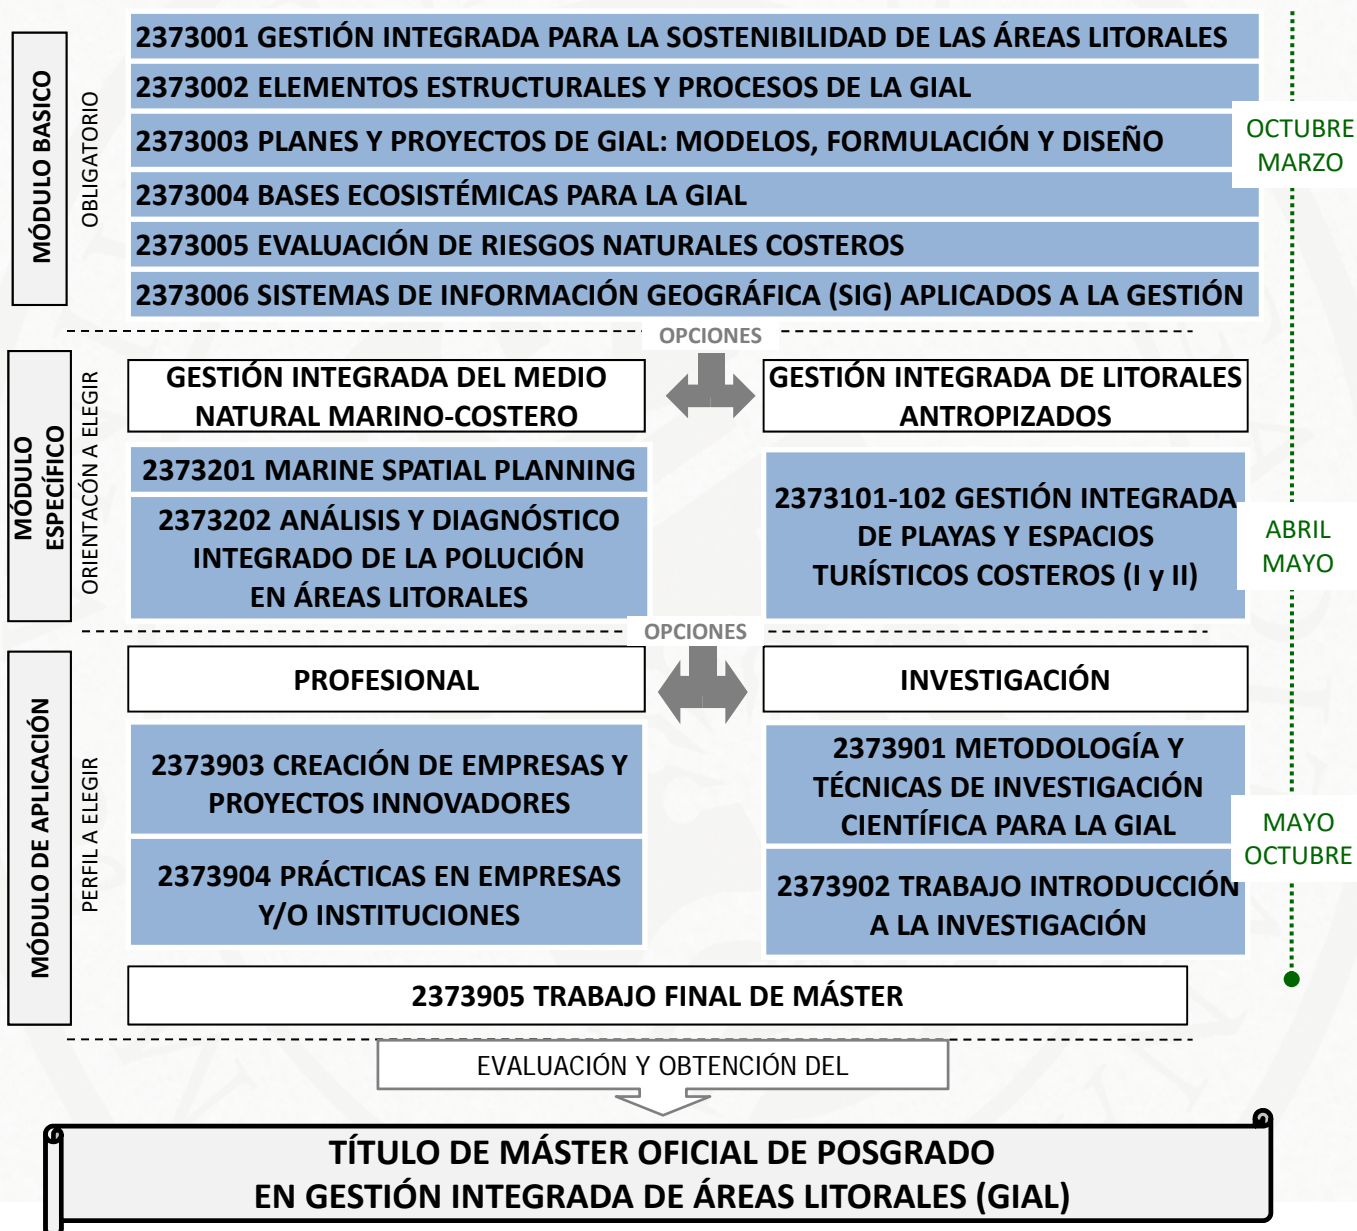 MÓDULO BASICO
OBLIGATORIO
2373001 GESTIÓN INTEGRADA PARA LA SOSTENIBILIDAD DE LAS ÁREAS LITORALES
2373002 ELEMENTOS ESTRUCTURALES Y PROCESOS DE LA GIAL
2373003 PLANES Y PROYECTOS DE GIAL: MODELOS, FORMULACIÓN Y DISEÑO
2373004 BASES ECOSISTÉMICAS PARA LA GIAL
2373005 EVALUACIÓN DE RIESGOS NATURALES COSTEROS
2373006 SISTEMAS DE INFORMACIÓN GEOGRÁFICA (SIG) APLICADOS A LA GESTIÓN
OCTUBRE
MARZO
OPCIONES
MÓDULO
ESPECÍFICO
ORIENTACÓN A ELEGIR
GESTIÓN INTEGRADA DEL MEDIO
NATURAL MARINO-COSTERO
2373201 MARINE SPATIAL PLANNING
2373202 ANÁLISIS Y DIAGNÓSTICO
INTEGRADO DE LA POLUCIÓN
EN ÁREAS LITORALES
GESTIÓN INTEGRADA DE LITORALES
ANTROPIZADOS
2373101-102 GESTIÓN INTEGRADA
DE PLAYAS Y ESPACIOS
TURÍSTICOS COSTEROS (I y II)
ABRIL
MAYO
OPCIONES
MÓDULO DE APLICACIÓN
PERFIL A ELEGIR
PROFESIONAL
2373903 CREACIÓN DE EMPRESAS Y
PROYECTOS INNOVADORES
2373904 PRÁCTICAS EN EMPRESAS
Y/O INSTITUCIONES
INVESTIGACIÓN
2373901 METODOLOGÍA Y
TÉCNICAS DE INVESTIGACIÓN
CIENTÍFICA PARA LA GIAL
2373902 TRABAJO INTRODUCCIÓN
A LA INVESTIGACIÓN
MAYO
OCTUBRE
2373905 TRABAJO FINAL DE MÁSTER
EVALUACIÓN Y OBTENCIÓN DEL
TÍTULO DE MÁSTER OFICIAL DE POSGRADO
EN GESTIÓN INTEGRADA DE ÁREAS LITORALES (GIAL)